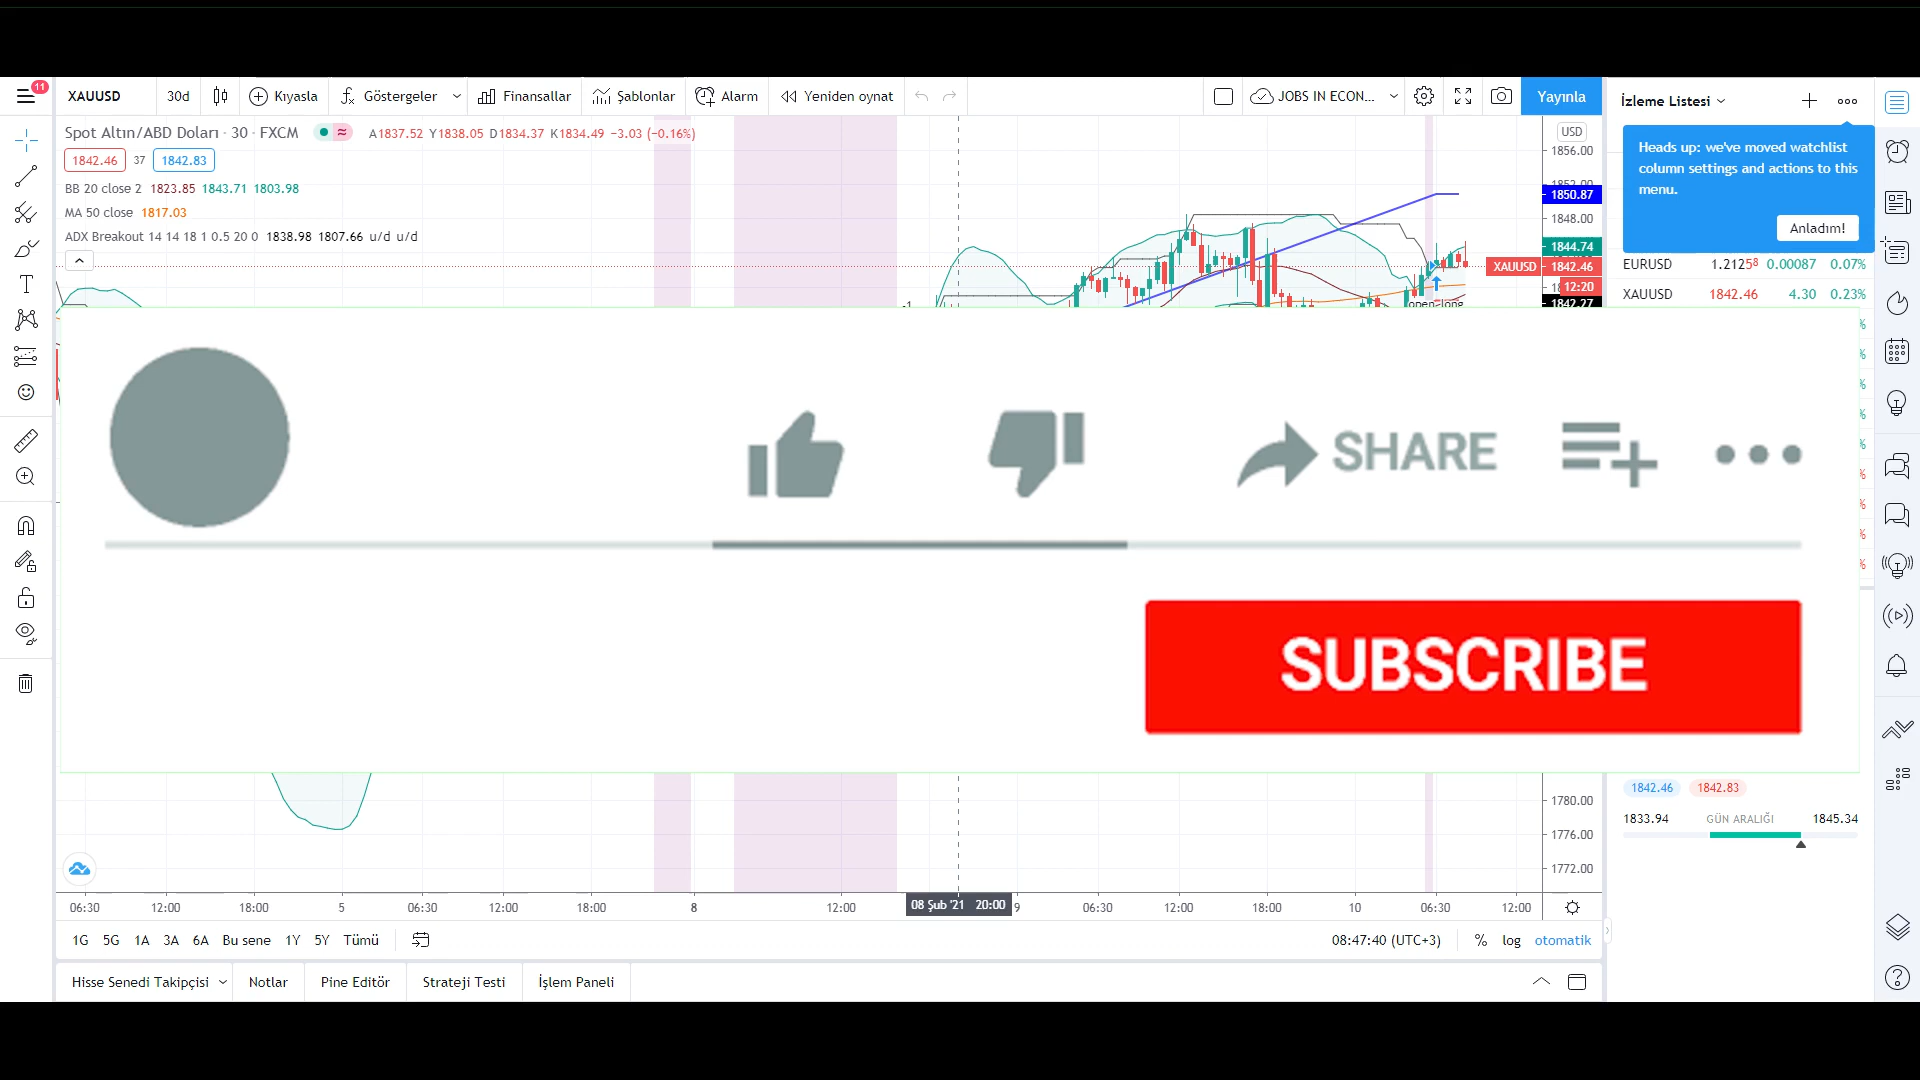 11
XAUUSD 30d Kıyasla Göstergeler Finansallar Şablonlar Alarm Yeniden oynat JOBS IN ECON... Yayınla
İzleme Listesi
Spot Altın/ABD Doları · 30 · FXCM A1837.52 Y1838.05 D1834.37 K1834.49 −3.03 (−0.16%)
1842.46 37 1842.83
BB 20 close 2 1823.85 1843.71 1803.98
MA 50 close 1817.03
ADX Breakout 14 14 18 1 0.5 20 0 1838.98 1807.66 u/d u/d
USD
1856.00
1852.00
1850.87
1848.00
1844.74
XAUUSD 1842.46
12:20
1842.27
-1
open-long
Heads up: we've moved watchlist
column settings and actions to this
menu.
Anladım!
EURUSD 1.21258 0.00087 0.07%
XAUUSD 1842.46 4.30 0.23%
SHARE
SUBSCRIBE
1780.00
1776.00
1772.00
1842.46 1842.83
1833.94 GÜN ARALIĞI 1845.34
06:30 12:00 18:00 5 06:30 12:00 18:00 8 12:00 08 Şub '21 20:00 9 06:30 12:00 18:00 10 06:30 12:00
1G 5G 1A 3A 6A Bu sene 1Y 5Y Tümü 08:47:40 (UTC+3) % log otomatik
Hisse Senedi Takipçisi Notlar Pine Editör Strateji Testi İşlem Paneli